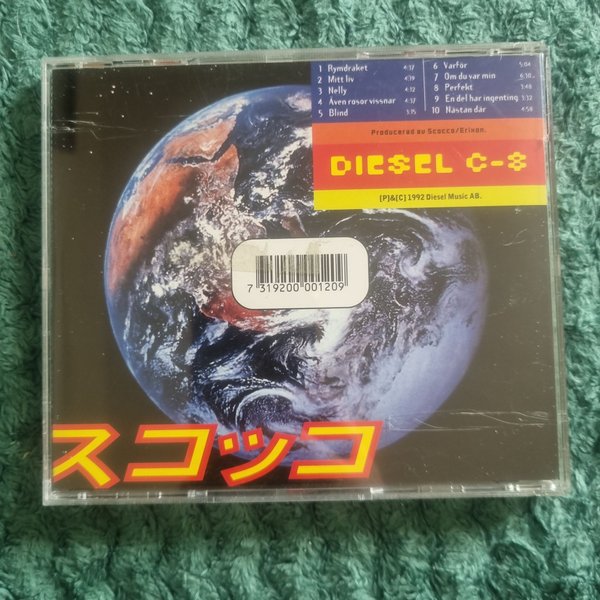 1 Rymdraket 4:37
2 Mitt liv 4:39
3 Nelly 4:32
4 Även rosor vissnar 4:37
5 Blind 3:15
6 Varför 5:04
7 Om du var min 6:10
8 Perfekt 3:48
9 En del har ingenting 3:32
10 Nästan där 4:58
Producerad av Scocco/Erixon.
DIESEL C-8
[P]&[C] 1992 Diesel Music AB.
7 319200 001209
スコッコ